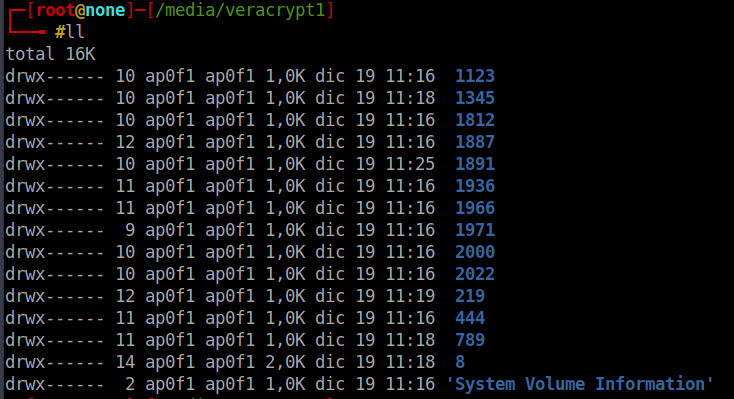 ┌─[root@none]─[/media/veracrypt1]
└──╼ #ll
total 16K
drwx------ 10 ap0f1 ap0f1 1,0K dic 19 11:16  1123
drwx------ 10 ap0f1 ap0f1 1,0K dic 19 11:18  1345
drwx------ 10 ap0f1 ap0f1 1,0K dic 19 11:16  1812
drwx------ 12 ap0f1 ap0f1 1,0K dic 19 11:16  1887
drwx------ 10 ap0f1 ap0f1 1,0K dic 19 11:25  1891
drwx------ 11 ap0f1 ap0f1 1,0K dic 19 11:16  1936
drwx------ 11 ap0f1 ap0f1 1,0K dic 19 11:16  1966
drwx------  9 ap0f1 ap0f1 1,0K dic 19 11:16  1971
drwx------ 10 ap0f1 ap0f1 1,0K dic 19 11:16  2000
drwx------ 10 ap0f1 ap0f1 1,0K dic 19 11:16  2022
drwx------ 12 ap0f1 ap0f1 1,0K dic 19 11:19  219
drwx------ 11 ap0f1 ap0f1 1,0K dic 19 11:16  444
drwx------ 11 ap0f1 ap0f1 1,0K dic 19 11:18  789
drwx------ 14 ap0f1 ap0f1 2,0K dic 19 11:18  8
drwx------  2 ap0f1 ap0f1 1,0K dic 19 11:16 'System Volume Information'